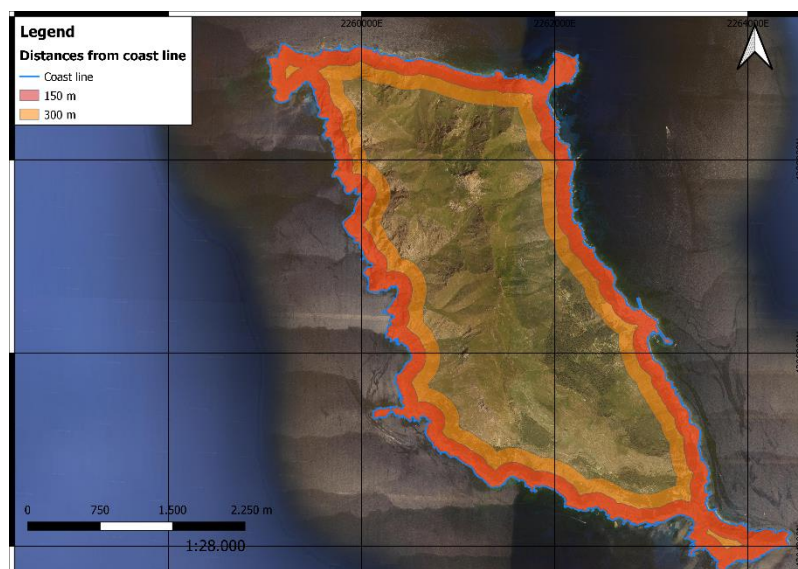 2260000E
2262000E
2264000E
Legend
Distances from coast line
Coast line
150 m
300 m
0 750 1.500 2.250 m
1:28.000